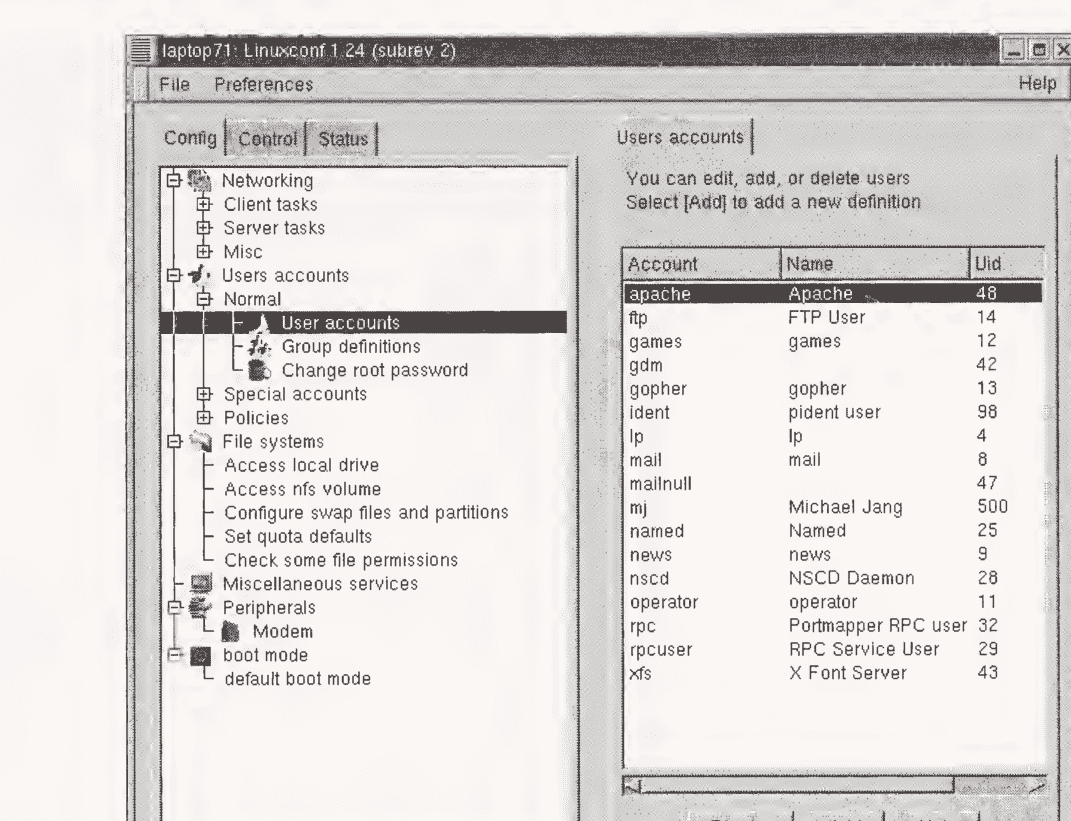 laptop71: Linuxconf 1.24 (subrev 2)
File Preferences Help
Config Control Status
Networking
Client tasks
Server tasks
Misc
Users accounts
Normal
User accounts
Group definitions
Change root password
Special accounts
Policies
File systems
Access local drive
Access nfs volume
Configure swap files and partitions
Set quota defaults
Check some file permissions
Miscellaneous services
Peripherals
Modem
boot mode
default boot mode
Users accounts
You can edit, add, or delete users
Select [Add] to add a new definition
Account Name Uid
apache Apache 48
ftp FTP User 14
games games 12
gdm 42
gopher gopher 13
ident pident user 98
lp lp 4
mail mail 8
mailnull 47
mj Michael Jang 500
named Named 25
news news 9
nscd NSCD Daemon 28
operator operator 11
rpc Portmapper RPC user 32
rpcuser RPC Service User 29
xfs X Font Server 43